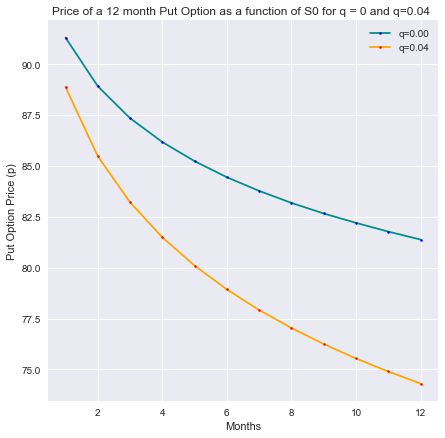 Price of a 12 month Put Option as a function of S0 for q = 0 and q=0.04
q=0.00
q=0.04
Put Option Price (p)
90.0
87.5
85.0
82.5
80.0
77.5
75.0
2 4 6 8 10 12
Months